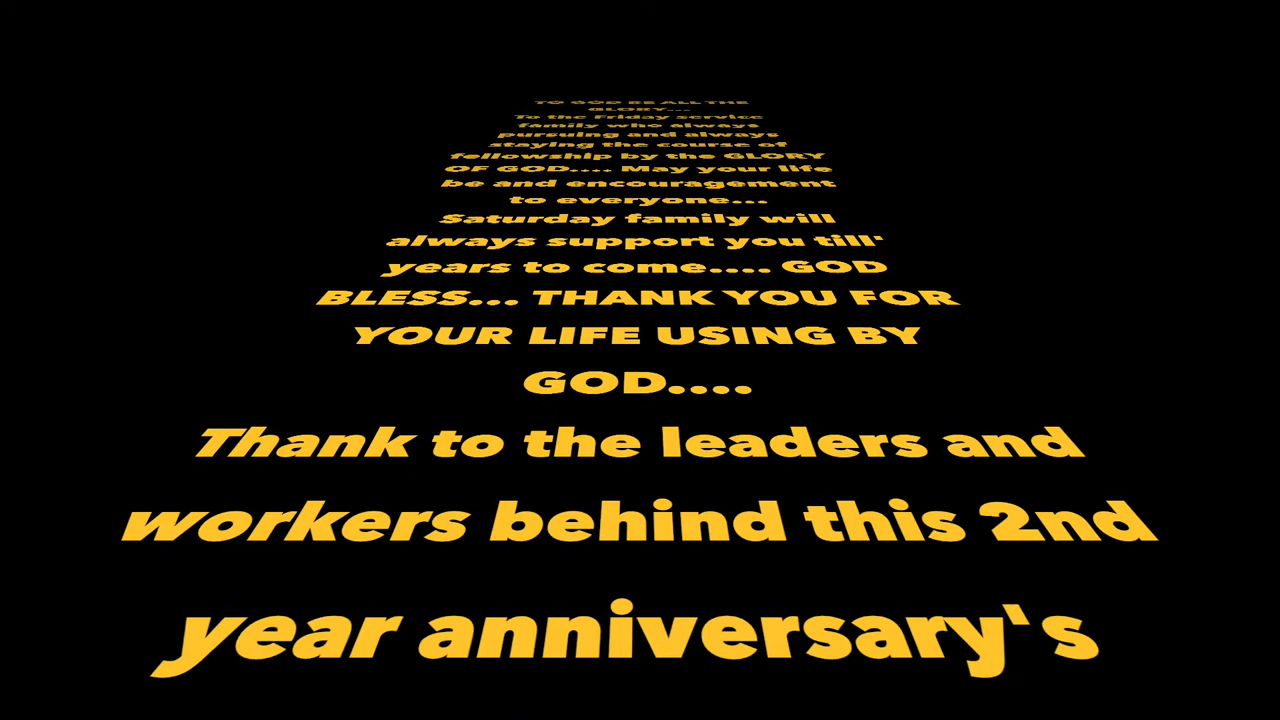 TO GOD BE ALL THE
GLORY...
To the Friday service
family who always
pursuing and always
staying the course of
fellowship by the GLORY
OF GOD.... May your life
be and encouragement
to everyone...
Saturday family will
always support you till'
years to come.... GOD
BLESS... THANK YOU FOR
YOUR LIFE USING BY
GOD....
Thank to the leaders and
workers behind this 2nd
year anniversary's